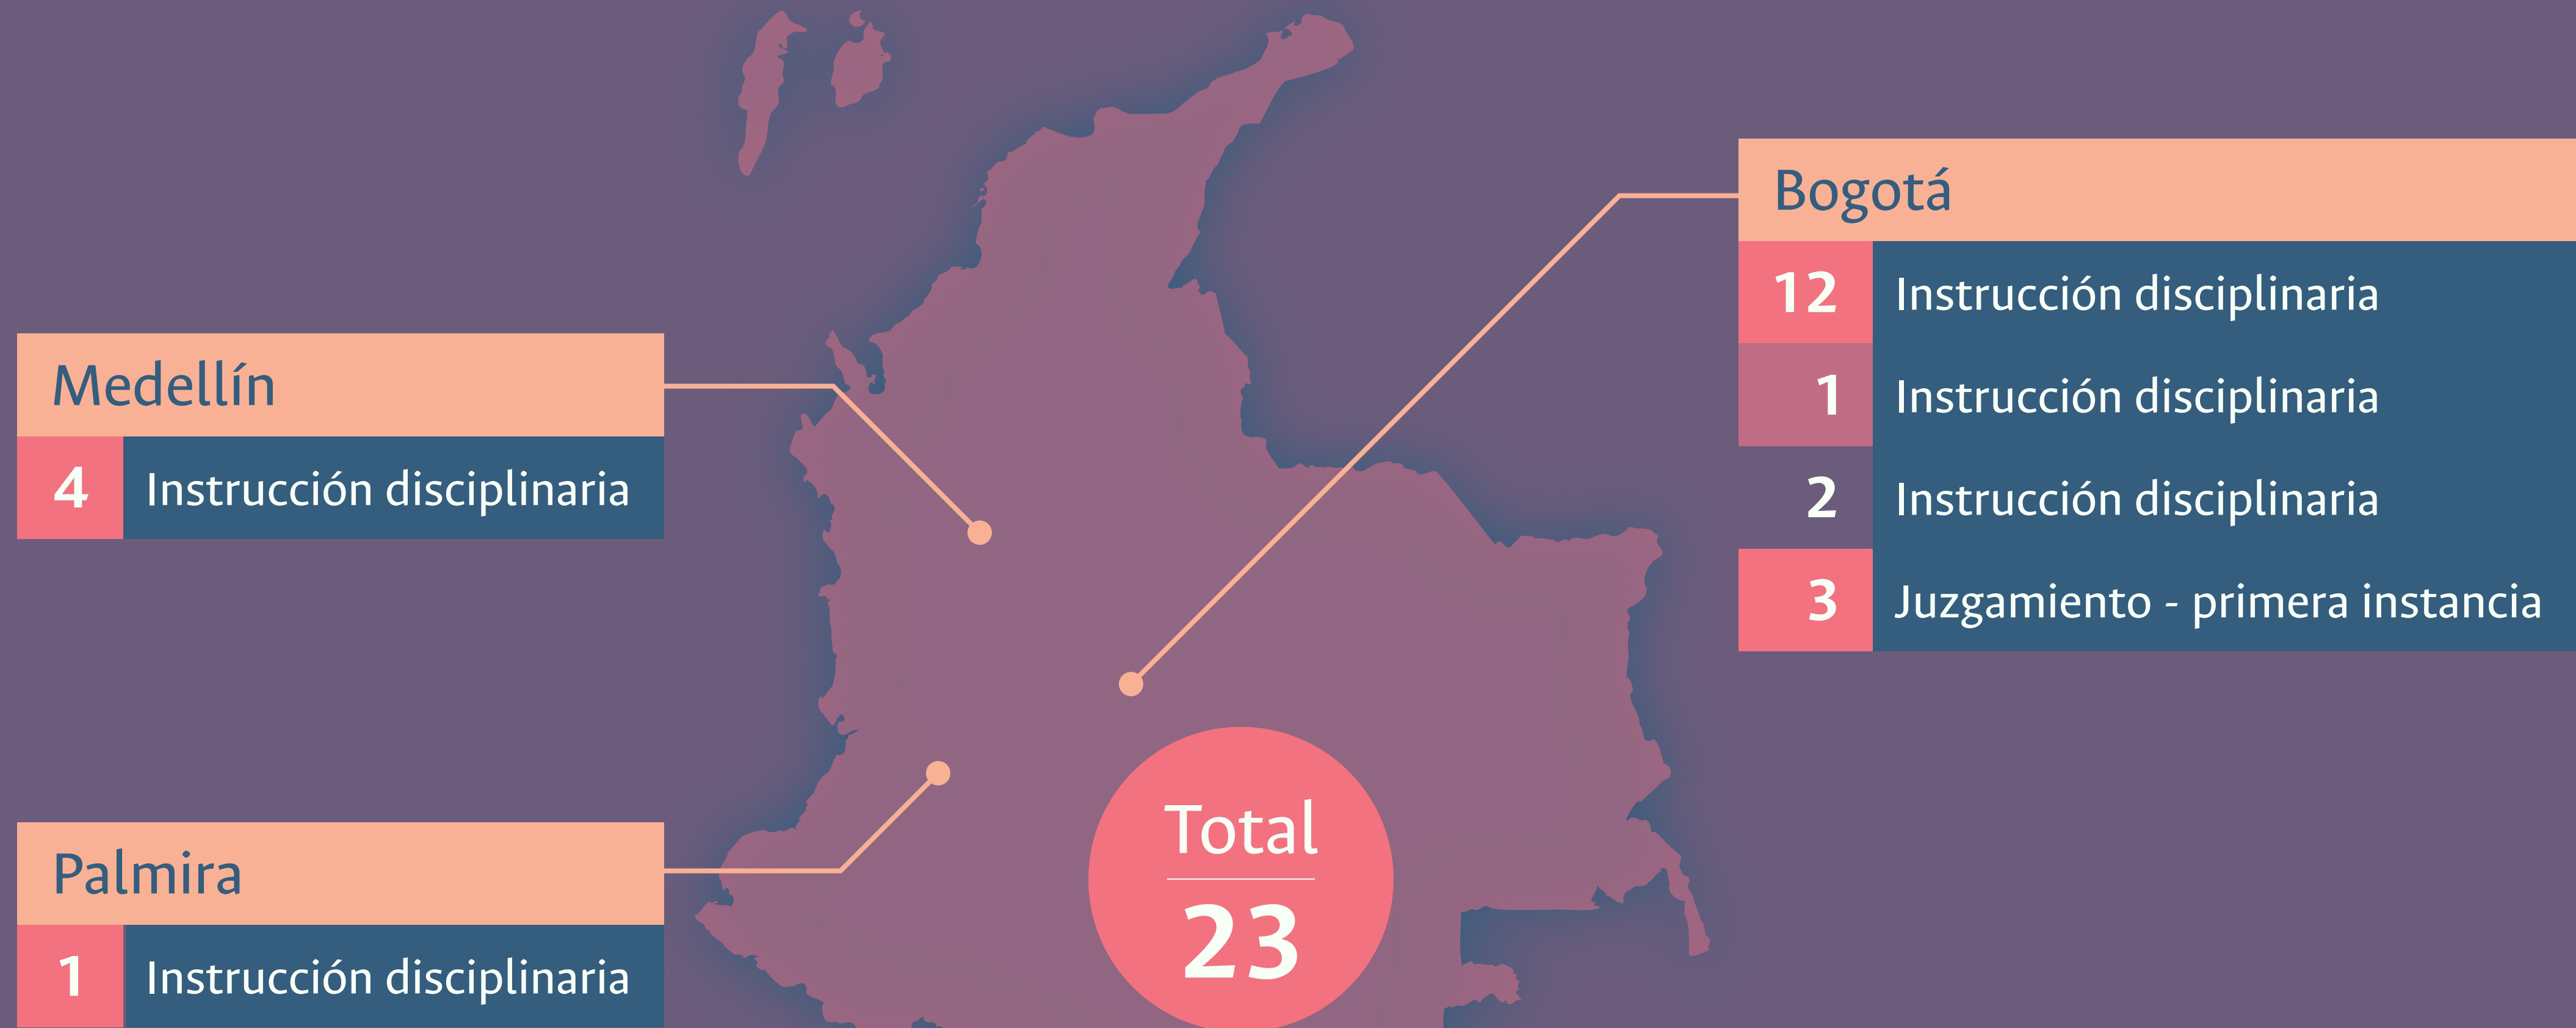 Medellín
4 Instrucción disciplinaria
Palmira
1 Instrucción disciplinaria
Total
23
Bogotá
12 Instrucción disciplinaria
1 Instrucción disciplinaria
2 Instrucción disciplinaria
3 Juzgamiento - primera instancia